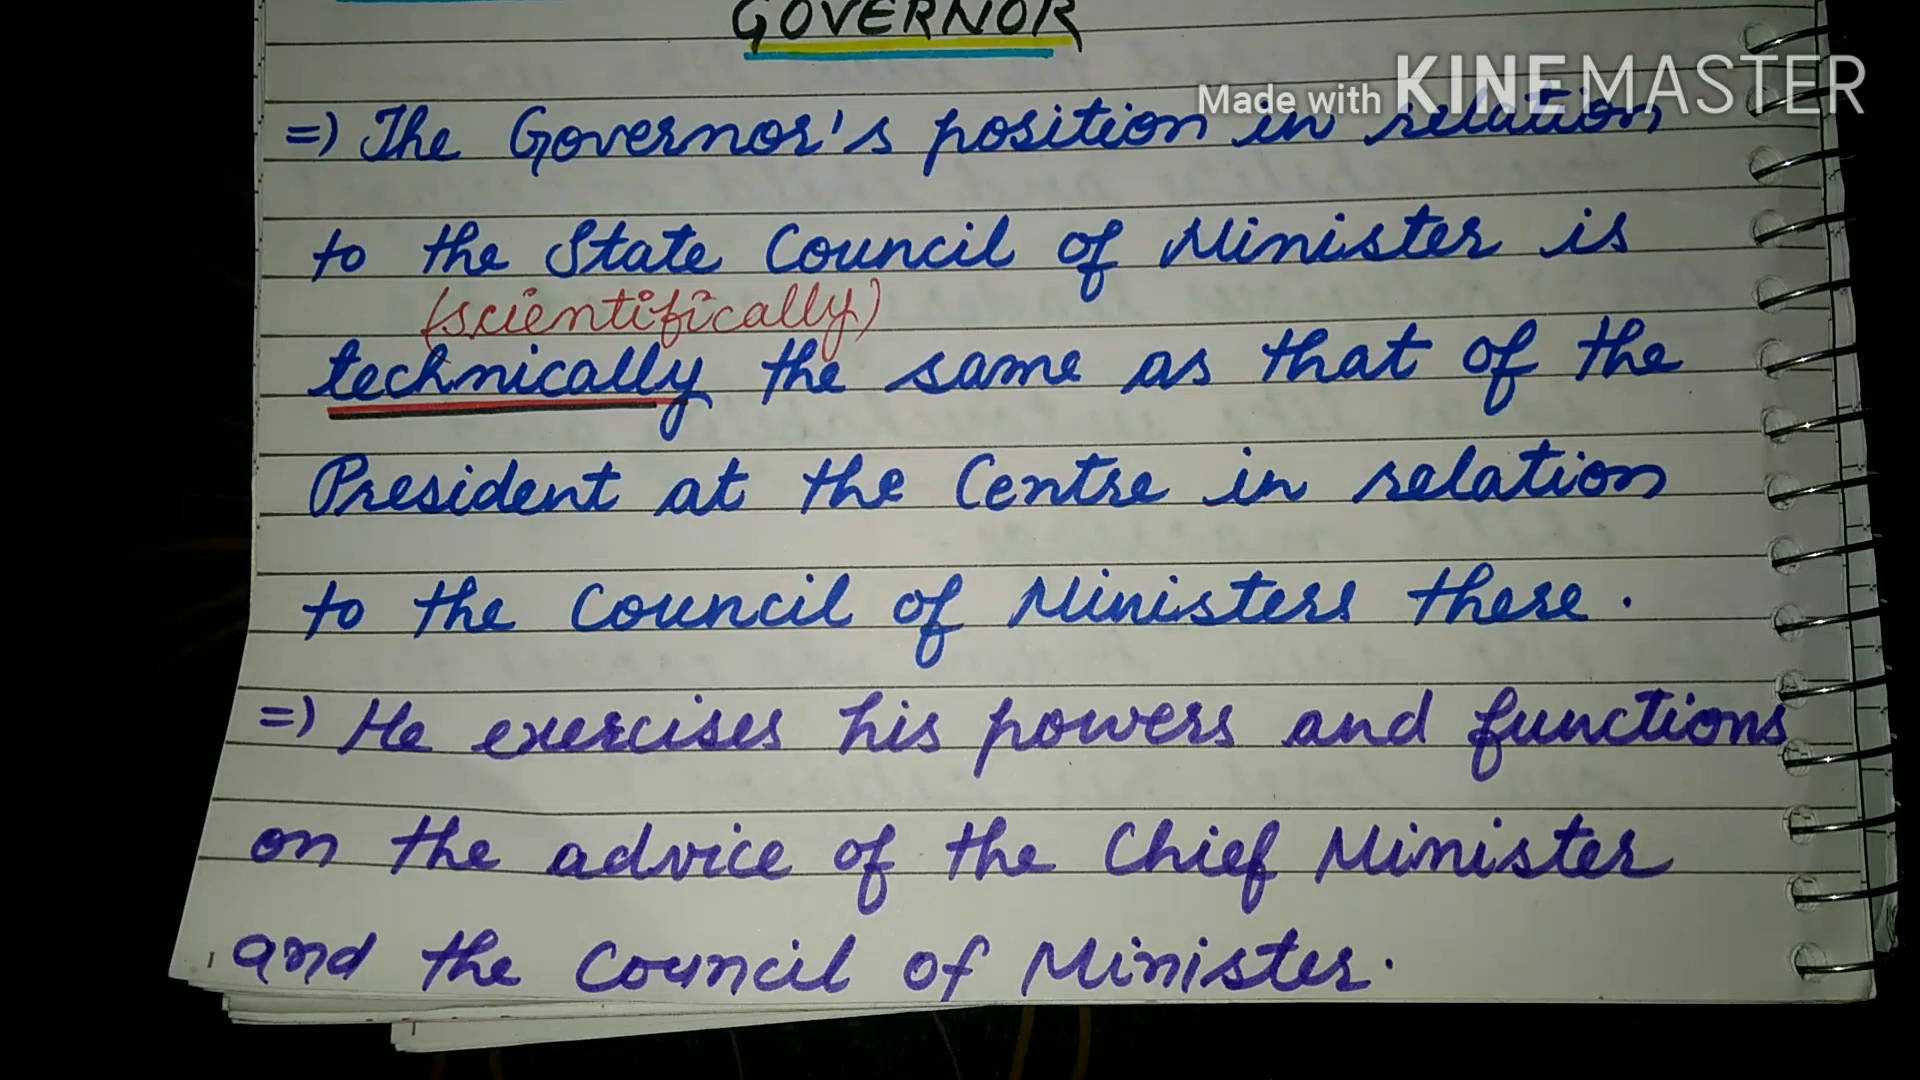 GOVERNOR
Made with KINEMASTER
=) The Governor's position in relation
to the State Council of Minister is
(scientifically)
technically the same as that of the
President at the Centre in relation
to the Council of Ministers there.
=) He exercises his powers and functions
on the advice of the Chief Minister
and the Council of Minister.